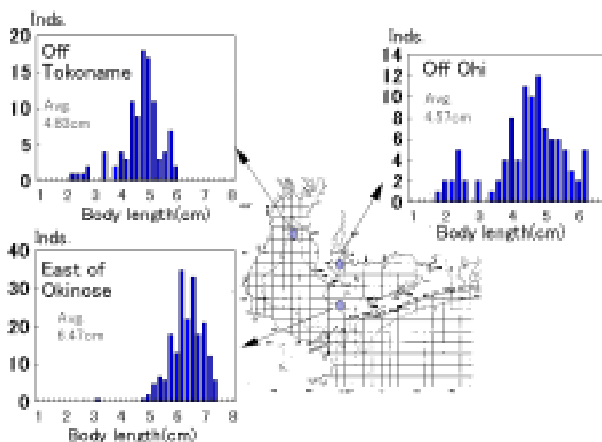 Inds.
20
15
10
5
0
Off
Tokoname
Avg.
4.83cm
1 2 3 4 5 6 7 8
Body length(cm)
Inds.
14
12
10
8
6
4
2
0
Off Ohi
Avg.
4.57cm
1 2 3 4 5 6
Body length(cm)
Inds.
40
30
20
10
0
East of
Okinose
Avg.
6.47cm
1 2 3 4 5 6 7 8
Body length(cm)